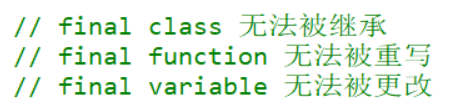 // final class 无法被继承
// final function 无法被重写
// final variable 无法被更改